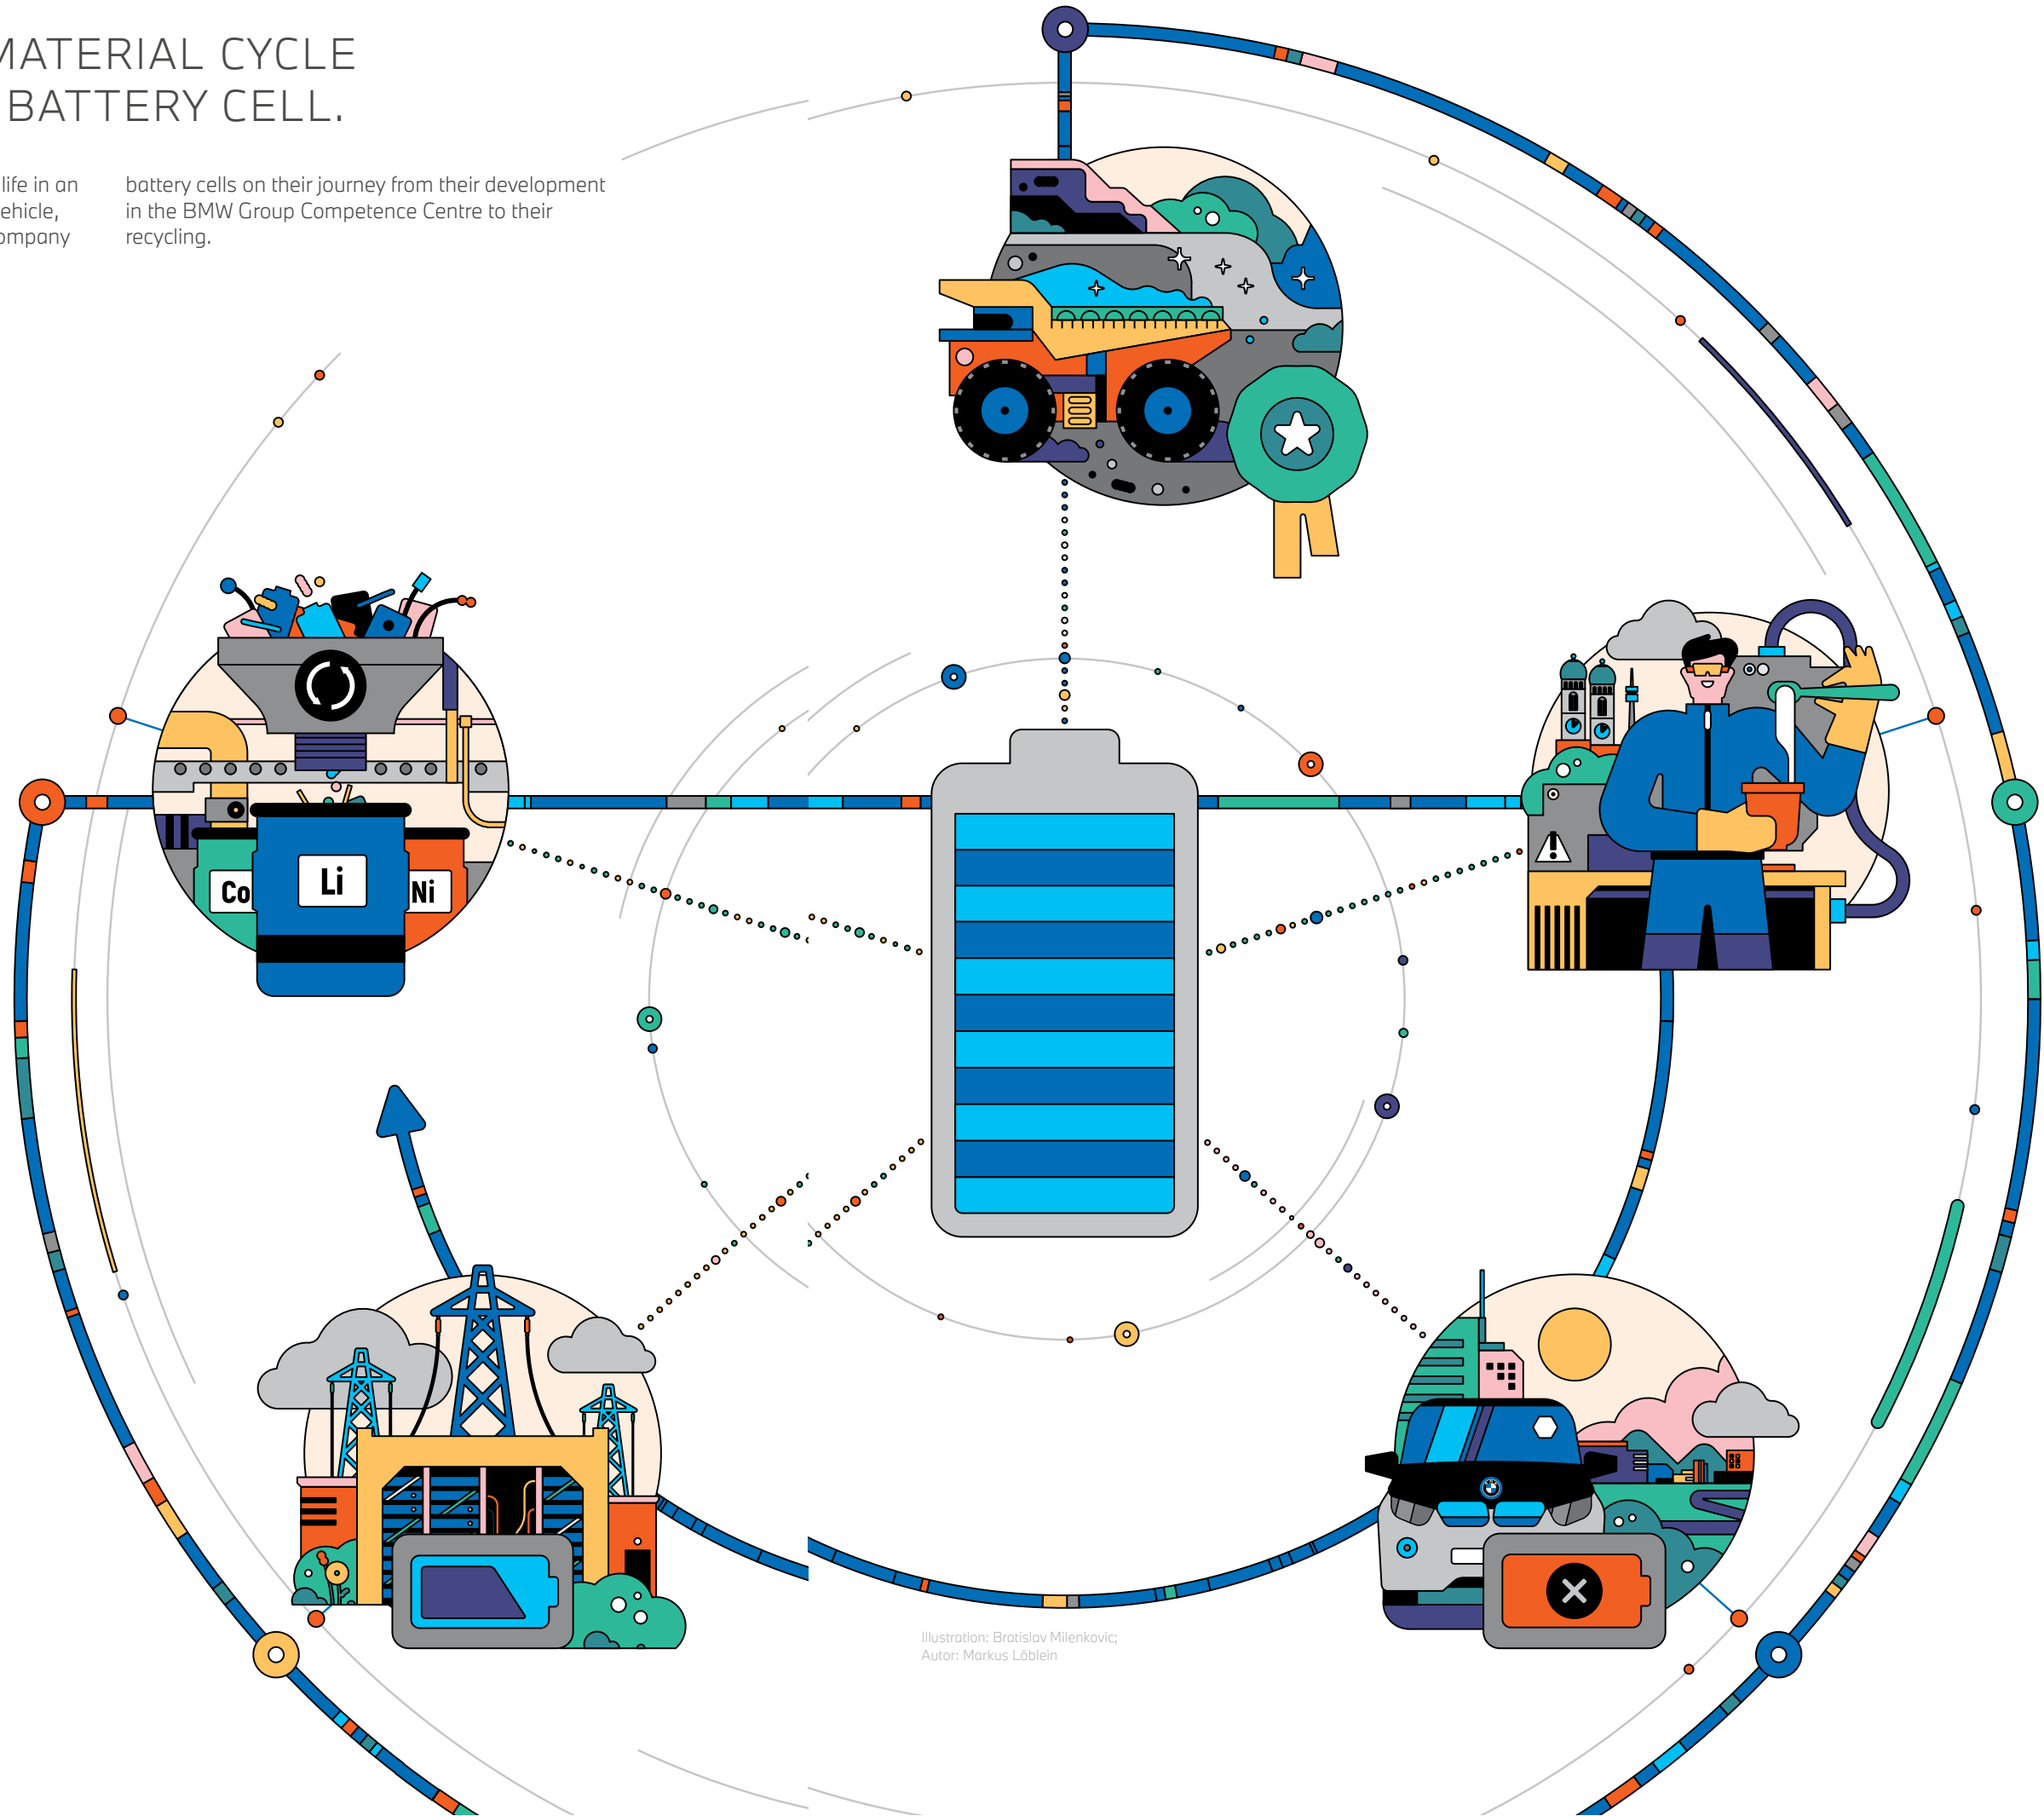 MATERIAL CYCLE
BATTERY CELL.
life in an
ehicle,
ompany
battery cells on their journey from their development
in the BMW Group Competence Centre to their
recycling.
Co
Li
Ni
Illustration: Bratislav Milenkovic;
Autor: Markus Löblein